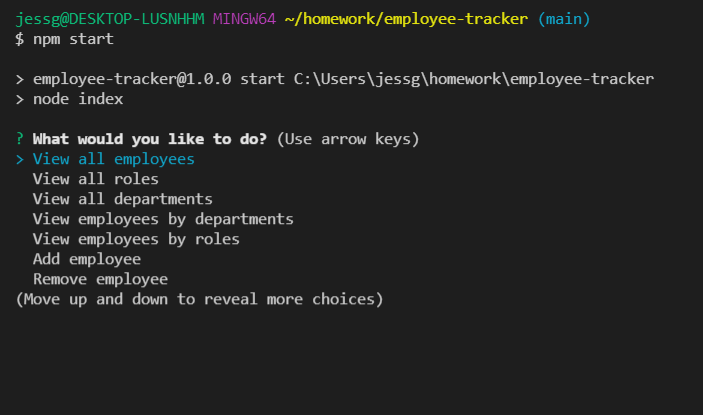 jessg@DESKTOP-LUSNHHM MINGW64 ~/homework/employee-tracker (main)
$ npm start
> employee-tracker@1.0.0 start C:\Users\jessg\homework\employee-tracker
> node index
? What would you like to do? (Use arrow keys)
> View all employees
View all roles
View all departments
View employees by departments
View employees by roles
Add employee
Remove employee
(Move up and down to reveal more choices)